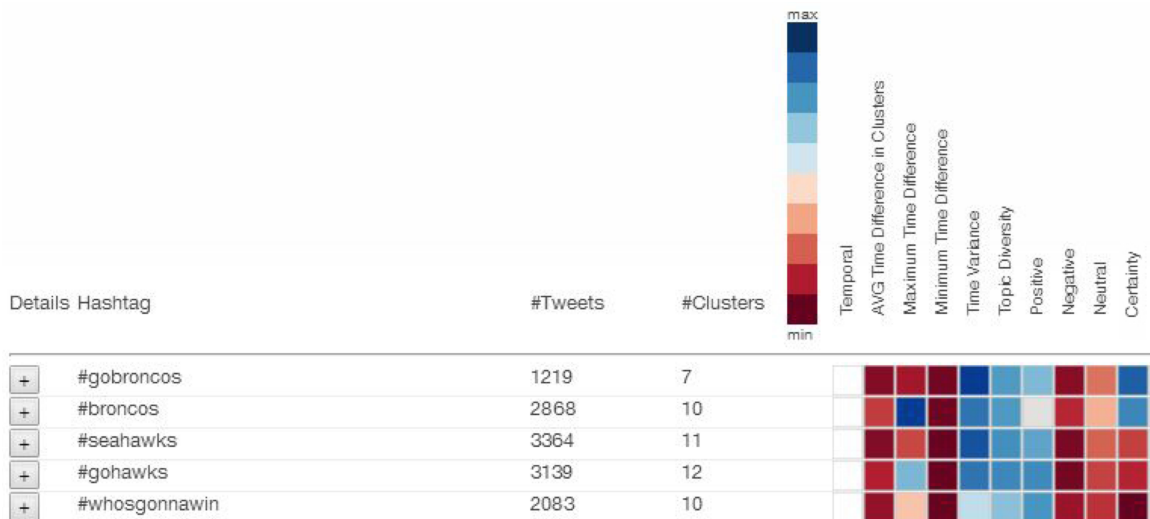 max
min
Temporal
AVG Time Difference in Clusters
Maximum Time Difference
Minimum Time Difference
Time Variance
Topic Diversity
Positive
Negative
Neutral
Certainty
Details Hashtag #Tweets #Clusters
+ #gobroncos 1219 7
+ #broncos 2868 10
+ #seahawks 3364 11
+ #gohawks 3139 12
+ #whosgonnawin 2083 10